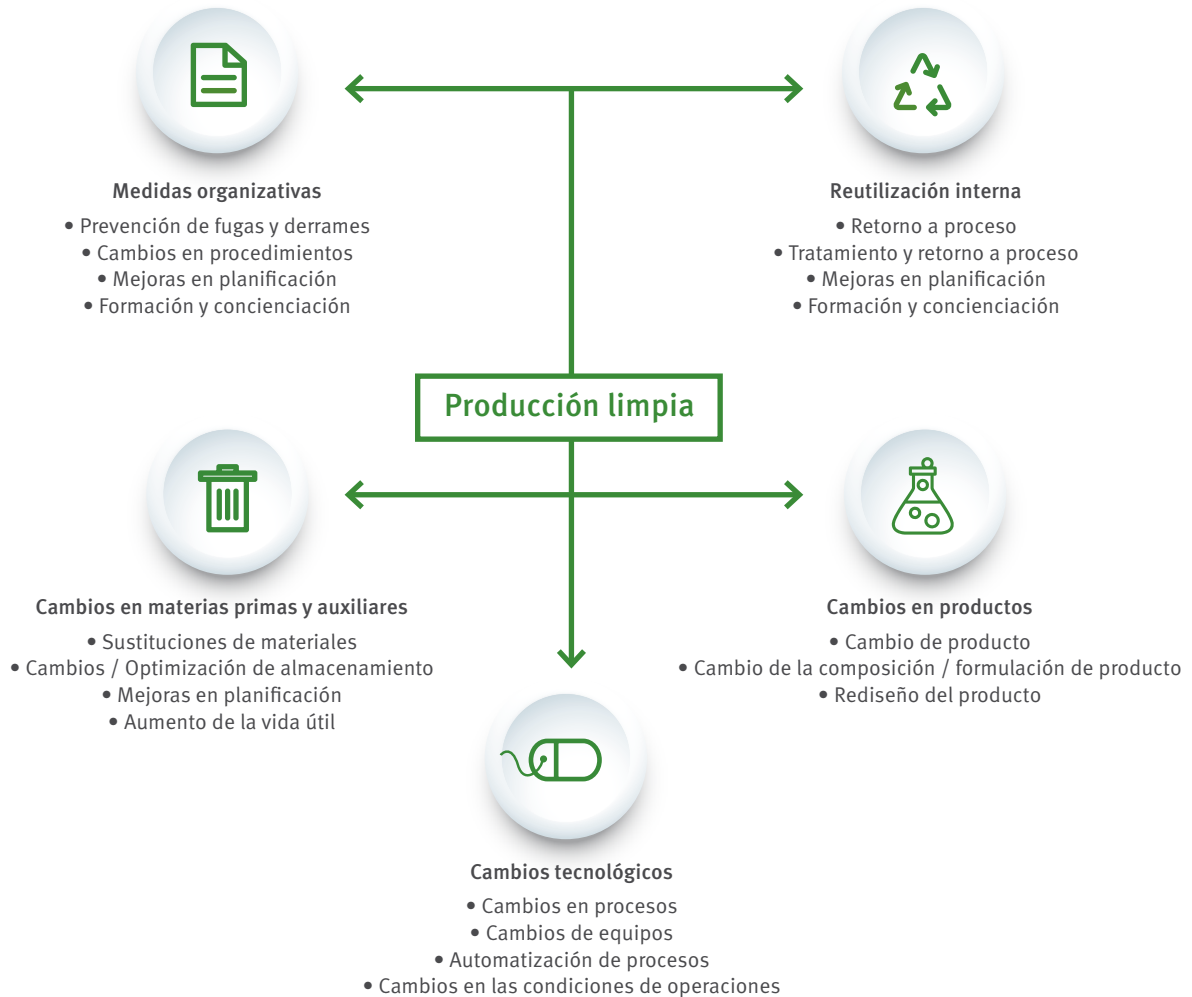 Medidas organizativas
• Prevención de fugas y derrames
• Cambios en procedimientos
• Mejoras en planificación
• Formación y concienciación
Reutilización interna
• Retorno a proceso
• Tratamiento y retorno a proceso
• Mejoras en planificación
• Formación y concienciación
Producción limpia
Cambios en materias primas y auxiliares
• Sustituciones de materiales
• Cambios / Optimización de almacenamiento
• Mejoras en planificación
• Aumento de la vida útil
Cambios en productos
• Cambio de producto
• Cambio de la composición / formulación de producto
• Rediseño del producto
Cambios tecnológicos
• Cambios en procesos
• Cambios de equipos
• Automatización de procesos
• Cambios en las condiciones de operaciones